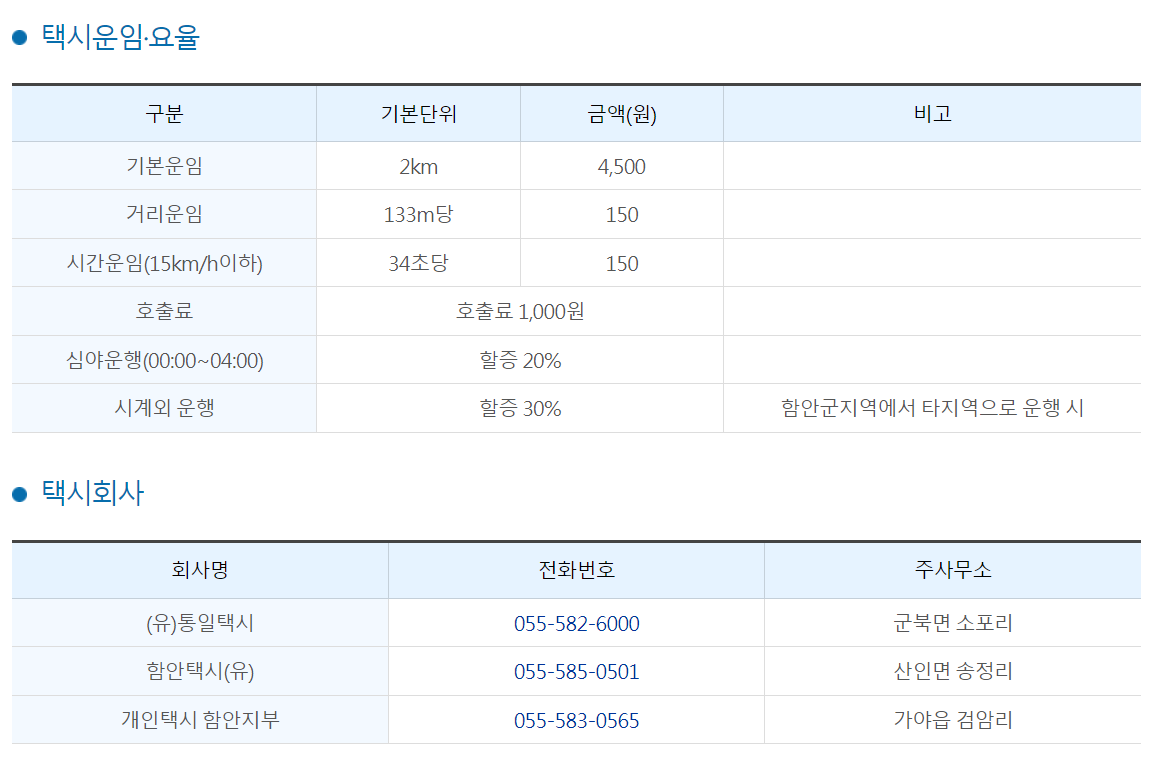 택시운임·요율
구분 기본단위 금액(원) 비고
기본운임 2km 4,500
거리운임 133m당 150
시간운임(15km/h이하) 34초당 150
호출료 호출료 1,000원
심야운행(00:00~04:00) 할증 20%
시계외 운행 할증 30% 함안군지역에서 타지역으로 운행 시
택시회사
회사명 전화번호 주사무소
(유)통일택시 055-582-6000 군북면 소포리
함안택시(유) 055-585-0501 산인면 송정리
개인택시 함안지부 055-583-0565 가야읍 검암리